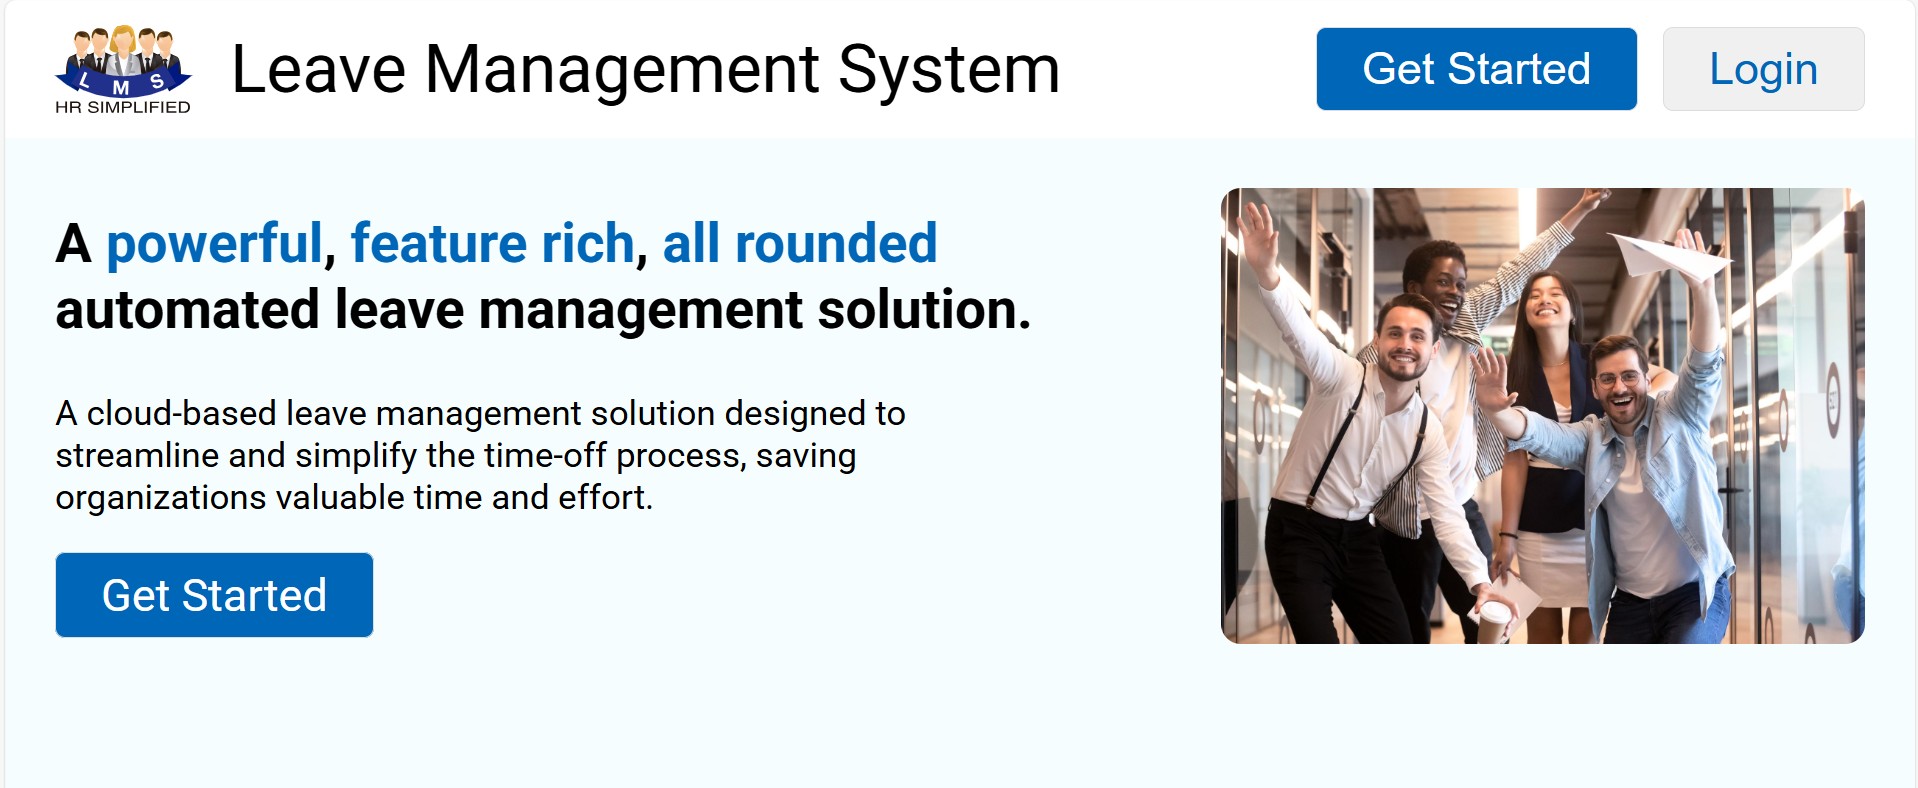 L M S
HR SIMPLIFIED
Leave Management System
Get Started
Login
A powerful, feature rich, all rounded
automated leave management solution.
A cloud-based leave management solution designed to
streamline and simplify the time-off process, saving
organizations valuable time and effort.
Get Started